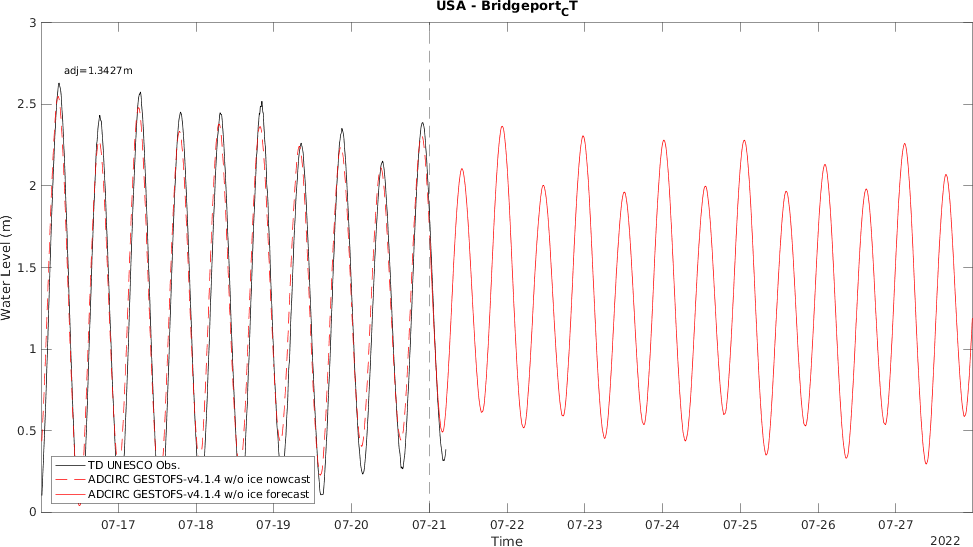 USA - Bridgeport_CT
adj=1.3427m
3
2.5
2
1.5
1
0.5
0
Water Level (m)
TD UNESCO Obs.
ADCIRC GESTOFS-v4.1.4 w/o ice nowcast
ADCIRC GESTOFS-v4.1.4 w/o ice forecast
07-17 07-18 07-19 07-20 07-21 07-22 07-23 07-24 07-25 07-26 07-27
Time
2022